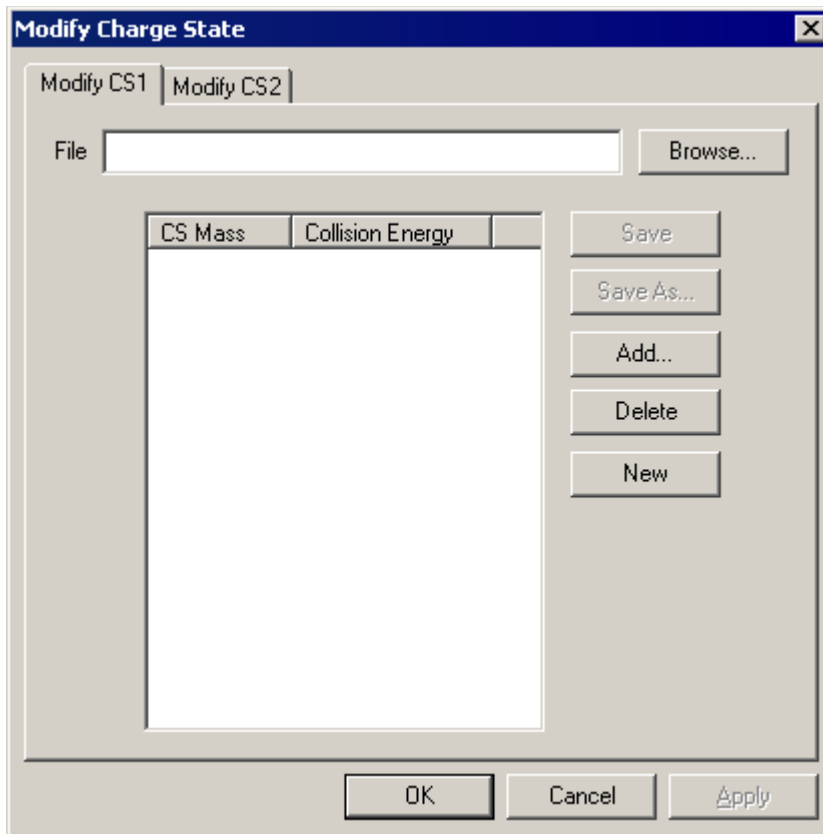 Modify Charge State
Modify CS1 Modify CS2
File Browse...
CS Mass Collision Energy
Save
Save As...
Add...
Delete
New
OK Cancel Apply